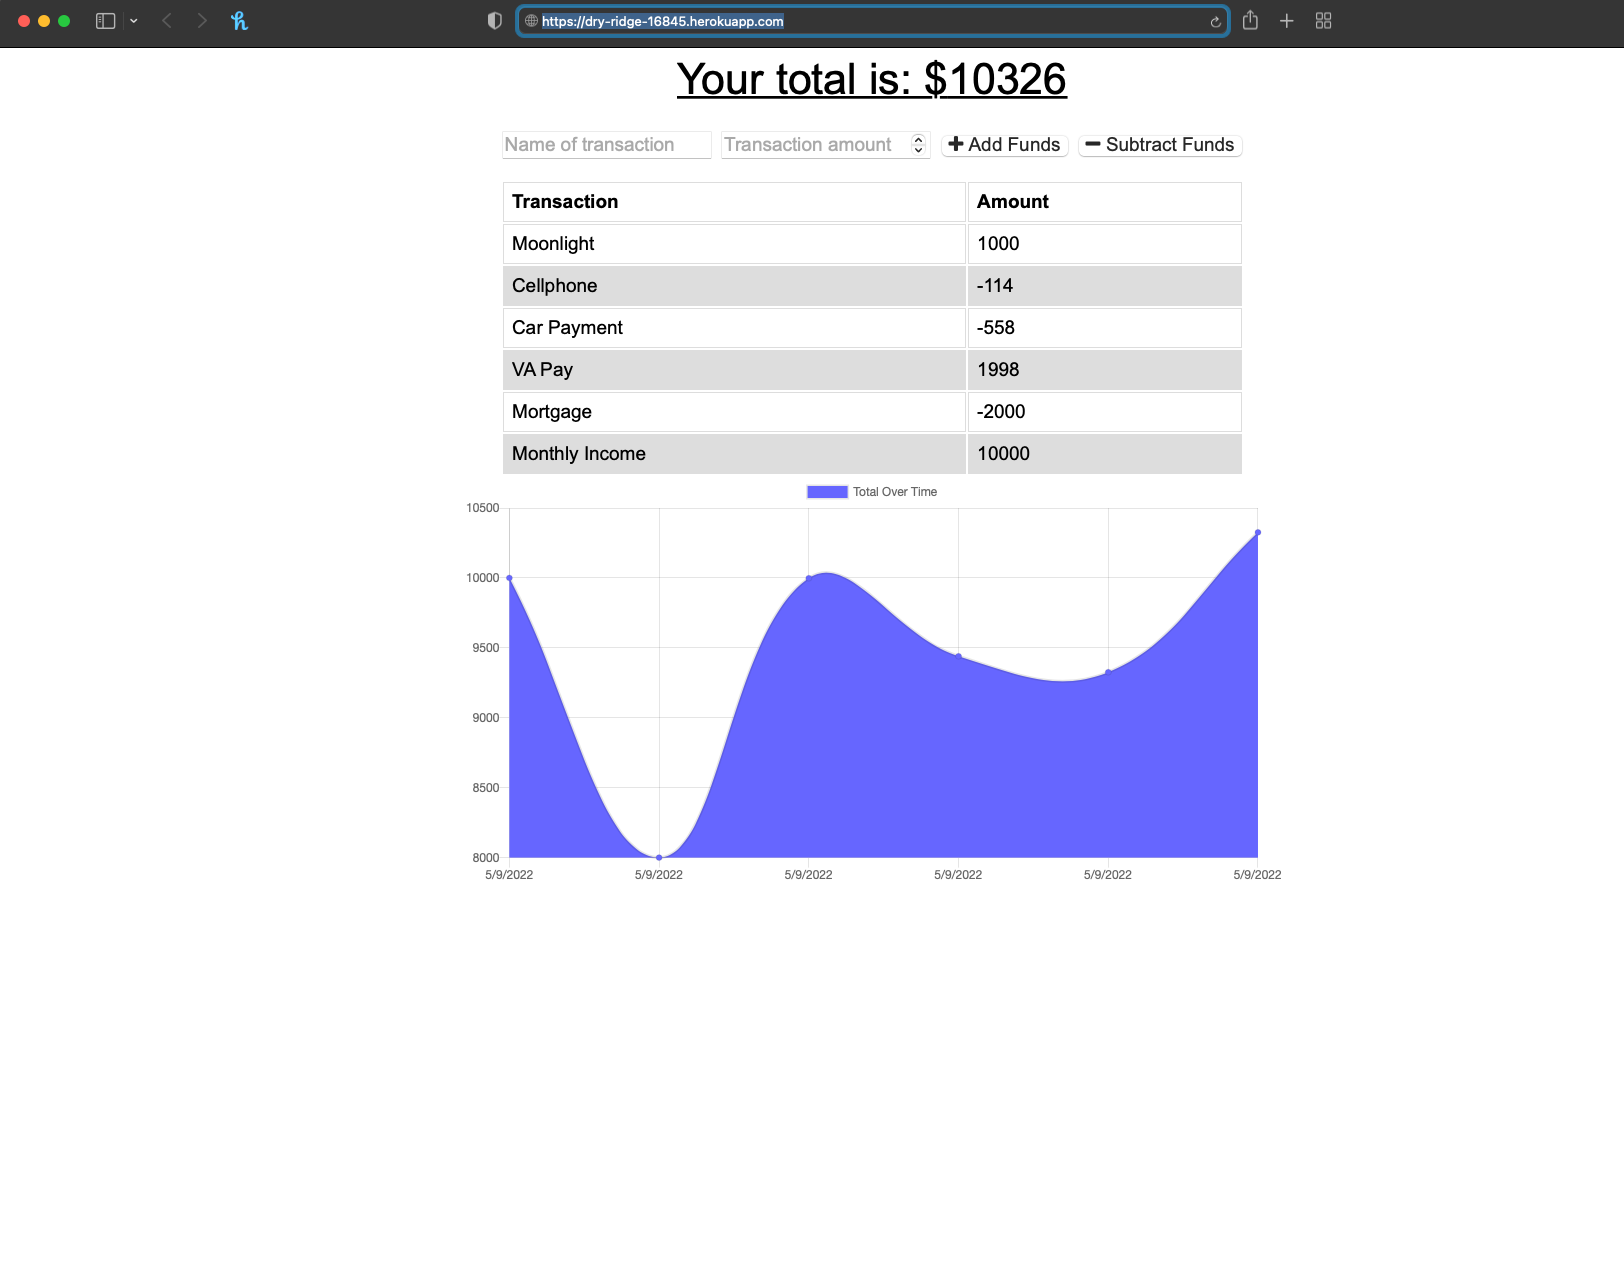 https://dry-ridge-16845.herokuapp.com
Your total is: $10326
Name of transaction Transaction amount Add Funds Subtract Funds
Transaction Amount
Moonlight 1000
Cellphone -114
Car Payment -558
VA Pay 1998
Mortgage -2000
Monthly Income 10000
Total Over Time
10500
10000
9500
9000
8500
8000
5/9/2022 5/9/2022 5/9/2022 5/9/2022 5/9/2022 5/9/2022